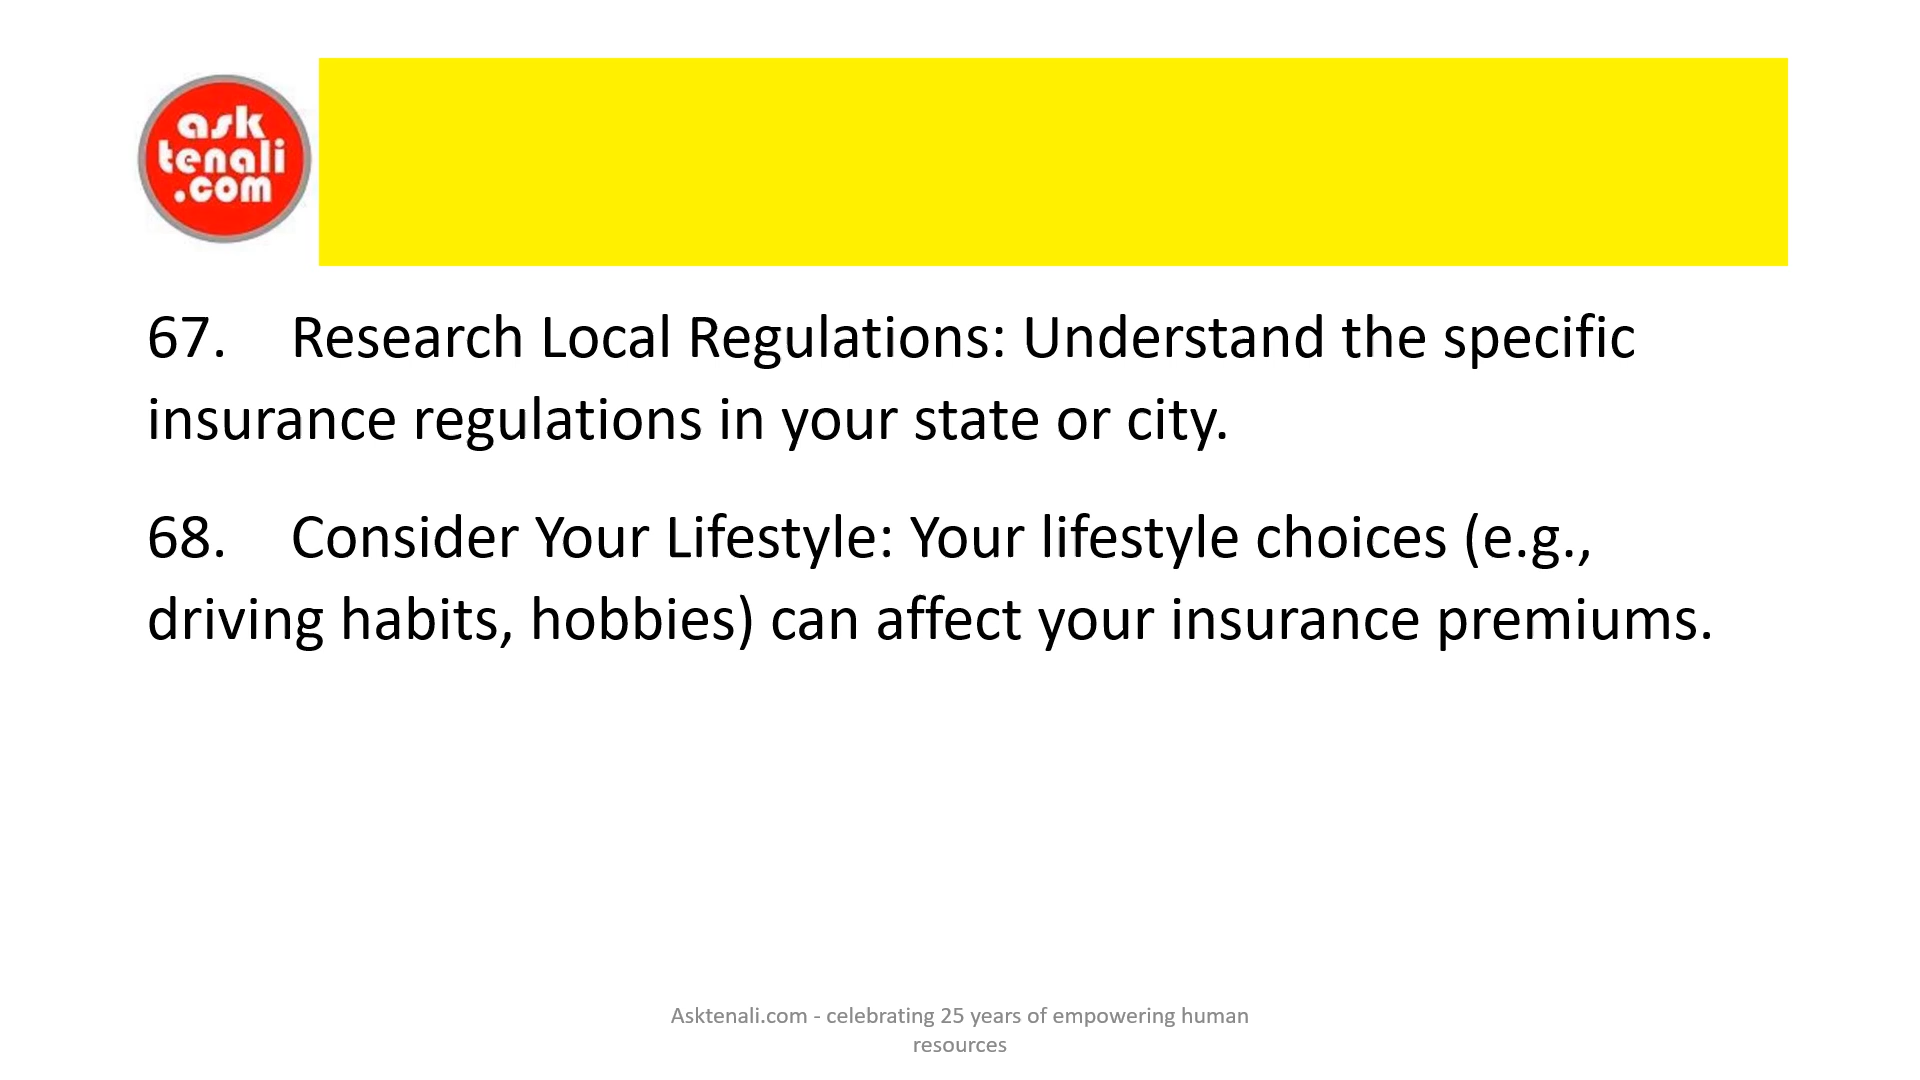 ask
tenali
.com
67. Research Local Regulations: Understand the specific
insurance regulations in your state or city.
68. Consider Your Lifestyle: Your lifestyle choices (e.g.,
driving habits, hobbies) can affect your insurance premiums.
Asktenali.com - celebrating 25 years of empowering human
resources